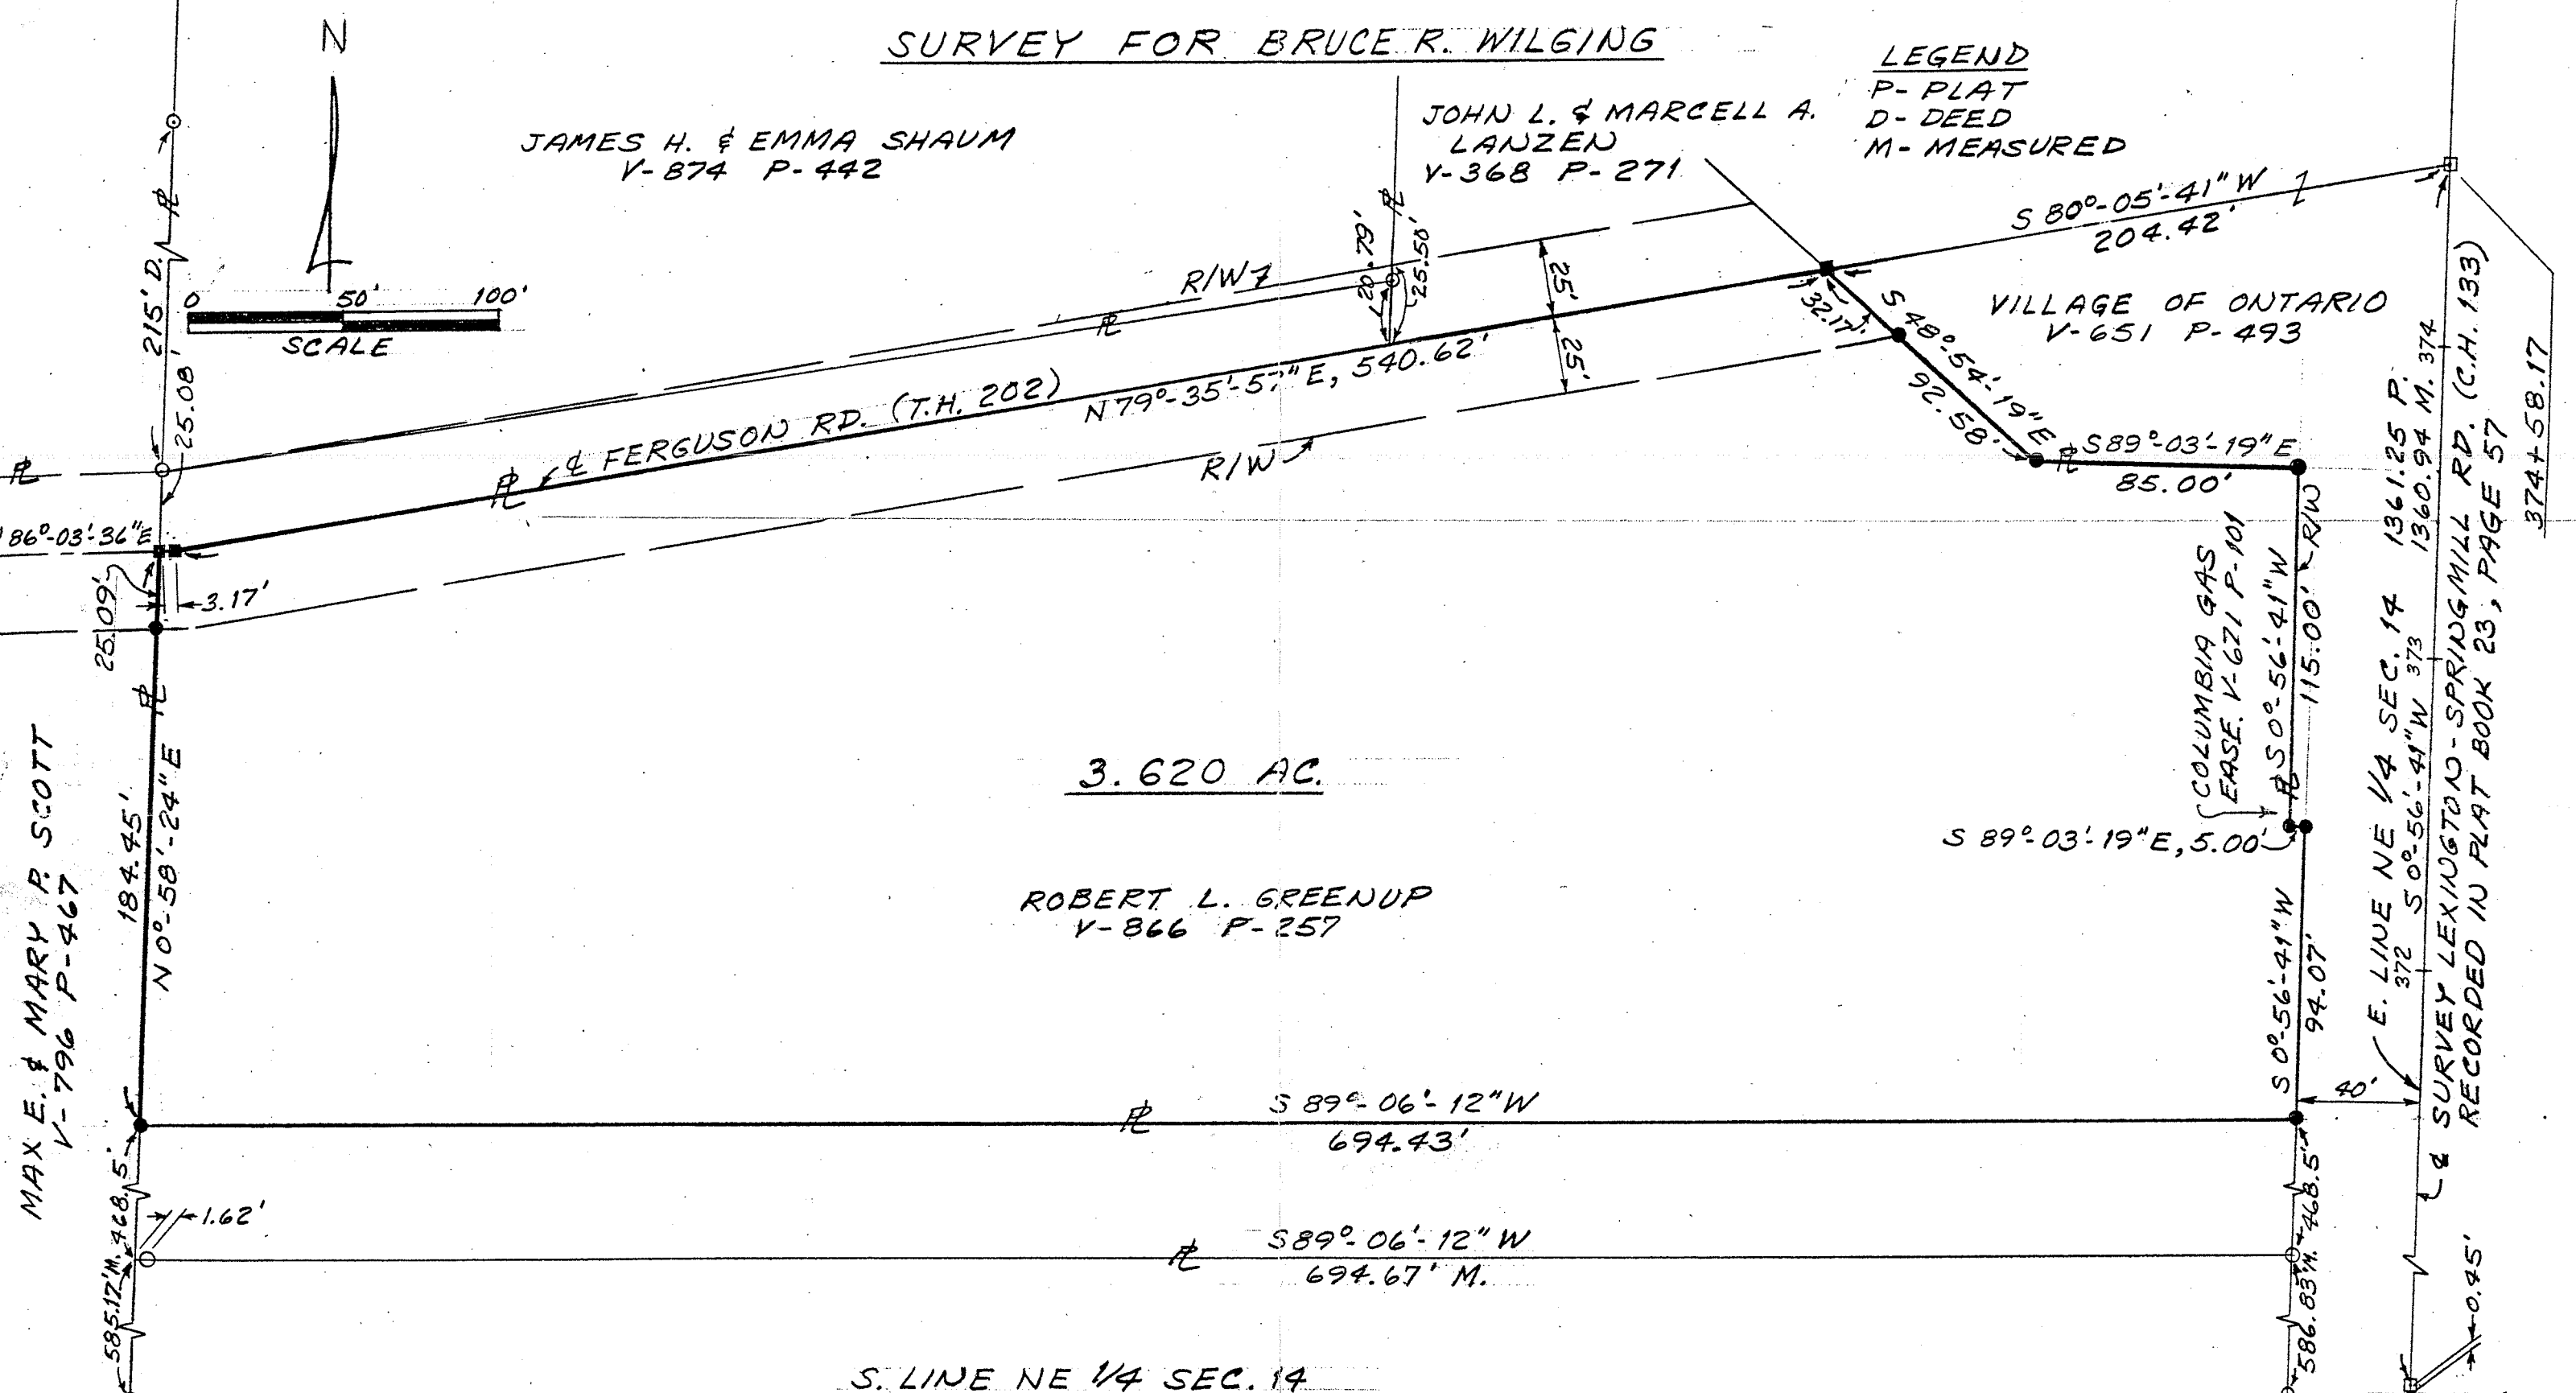 SURVEY FOR BRUCE R. WILGING
N
LEGEND
P- PLAT
D- DEED
M- MEASURED
JAMES H. & EMMA SHAUM
V-874 P-442
JOHN L. & MARCELL A.
LANZEN
V-368 P-271
0 50' 100'
SCALE
215' D.
25.08'
R/W
20.79'
25.50'
25'
25'
S 80°-05'-41" W
204.42'
VILLAGE OF ONTARIO
V-651 P-493
32.17'
S 48°-54'-19" E
92.58'
S 89°-03'-19" E
85.00'
℄ FERGUSON RD. (T.H. 202)
N 79°-35'-57" E, 540.62'
R/W
86°-03'-36" E
3.17'
25.09'
184.45'
N 0°-58'-24" E
MAX E. & MARY P. SCOTT
V-796 P-467
3.620 AC.
ROBERT L. GREENUP
V-866 P-257
COLUMBIA GAS
EASE. V-621 P-101
S 0°-56'-41" W
115.00'
R/W
S 89°-03'-19" E, 5.00'
S 0°-56'-41" W
94.07'
40'
E. LINE NE 1/4 SEC. 14 1361.25 P.
372 S 0°-56'-41" W 373 1360.94 M. 374
℄ SURVEY LEXINGTON-SPRINGMILL RD. (C.H. 133)
RECORDED IN PLAT BOOK 23, PAGE 57
374+58.17
S 89°-06'-12" W
694.43'
468.5'
585.17' M.
1.62'
S 89°-06'-12" W
694.67' M.
468.5'
586.83' M.
0.45'
S. LINE NE 1/4 SEC. 14